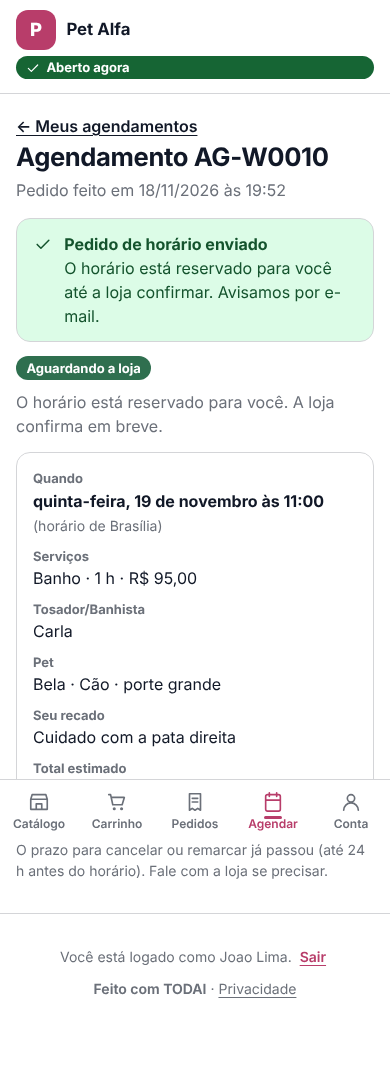 P Pet Alfa
Aberto agora
← Meus agendamentos
Agendamento AG-W0010
Pedido feito em 18/11/2026 às 19:52
Pedido de horário enviado
O horário está reservado para você
até a loja confirmar. Avisamos por e-
mail.
Aguardando a loja
O horário está reservado para você. A loja
confirma em breve.
Quando
quinta-feira, 19 de novembro às 11:00
(horário de Brasília)
Serviços
Banho · 1 h · R$ 95,00
Tosador/Banhista
Carla
Pet
Bela · Cão · porte grande
Seu recado
Cuidado com a pata direita
Total estimado
Catálogo Carrinho Pedidos Agendar Conta
O prazo para cancelar ou remarcar já passou (até 24
h antes do horário). Fale com a loja se precisar.
Você está logado como Joao Lima. Sair
Feito com TODAI · Privacidade